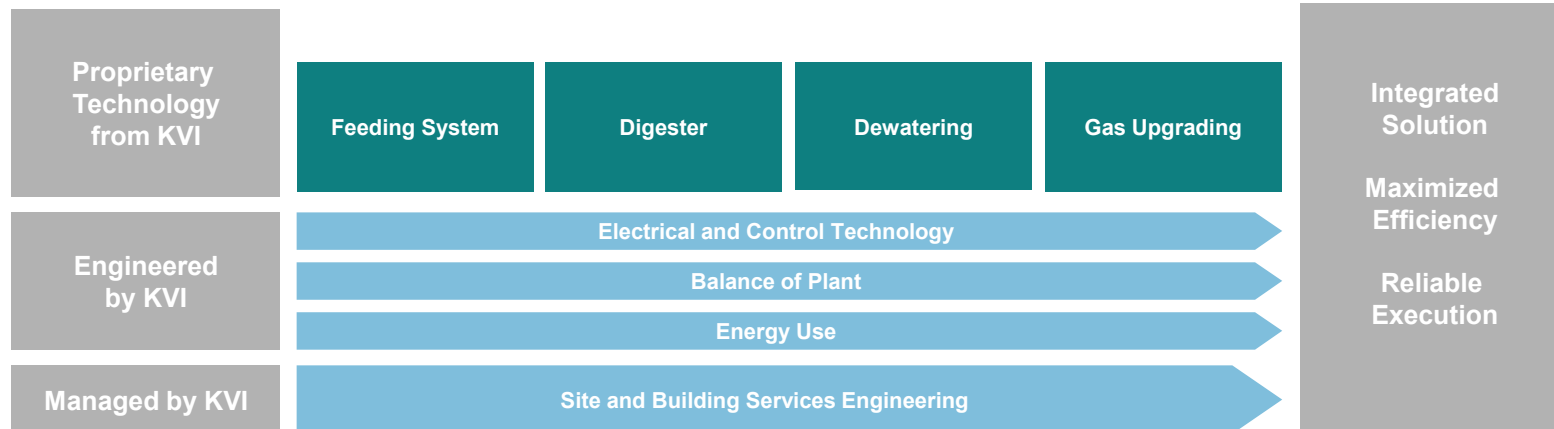 Proprietary
Technology
from KVI
Feeding System
Digester
Dewatering
Gas Upgrading
Engineered
by KVI
Electrical and Control Technology
Balance of Plant
Energy Use
Managed by KVI
Site and Building Services Engineering
Integrated
Solution
Maximized
Efficiency
Reliable
Execution